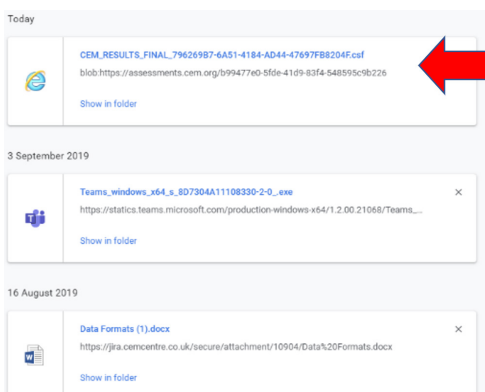 Today
CEM_RESULTS_FINAL_796269B7-6A51-4184-AD44-47697FB8204F.csf
blob:https://assessments.cem.org/b99477e0-5fde-41d9-83f4-548595c9b226
Show in folder
3 September 2019
Teams_windows_x64_s_8D7304A11108330-2-0_.exe
https://statics.teams.microsoft.com/production-windows-x64/1.2.00.21068/Teams_...
Show in folder
16 August 2019
Data Formats (1).docx
https://jira.cemcentre.co.uk/secure/attachment/10904/Data%20Formats.docx
Show in folder